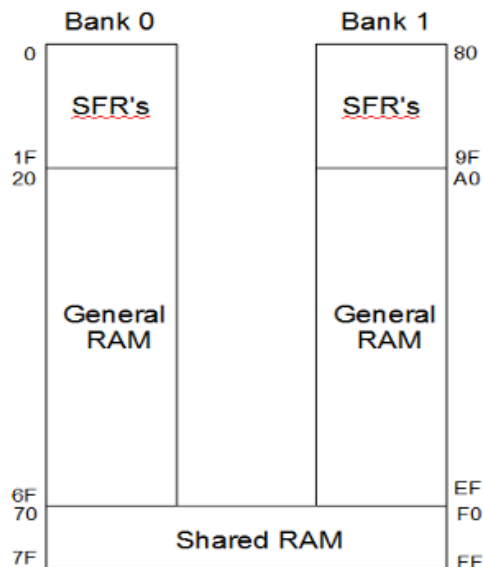 Bank 0
Bank 1
0
80
SFR's
SFR's
1F
9F
20
A0
General
RAM
General
RAM
6F
EF
70
F0
Shared RAM
7F
FF